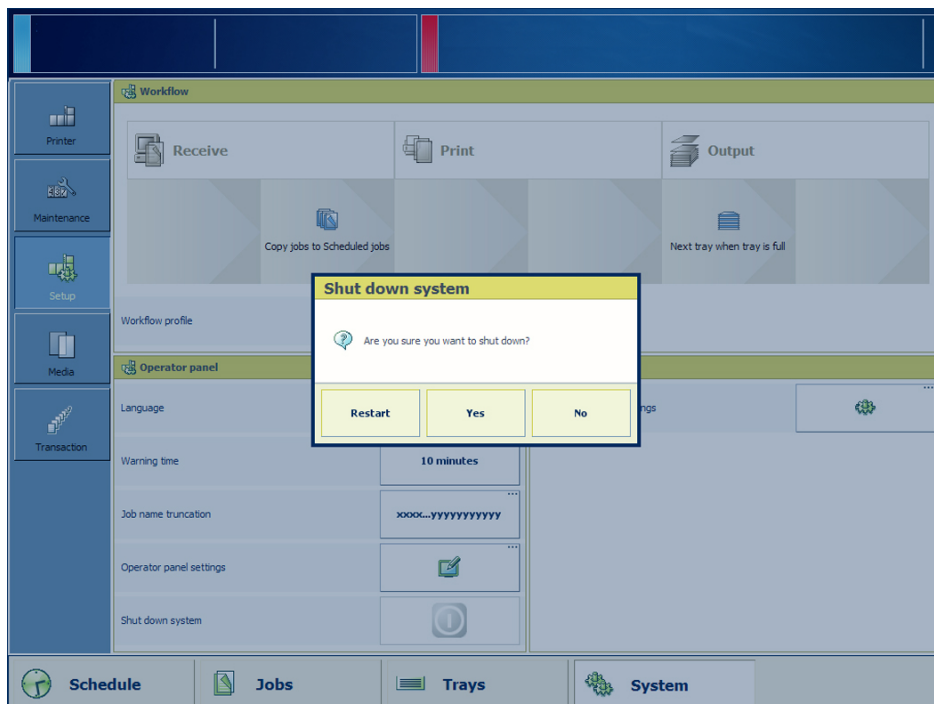 Workflow
Printer
Receive
Print
Output
Maintenance
Copy jobs to Scheduled jobs
Next tray when tray is full
Setup
Shut down system
Workflow profile
Are you sure you want to shut down?
Media
Operator panel
Language
Restart
Yes
No
ngs
Transaction
Warning time
10 minutes
Job name truncation
xxxx...yyyyyyyyyyy
Operator panel settings
Shut down system
Schedule
Jobs
Trays
System